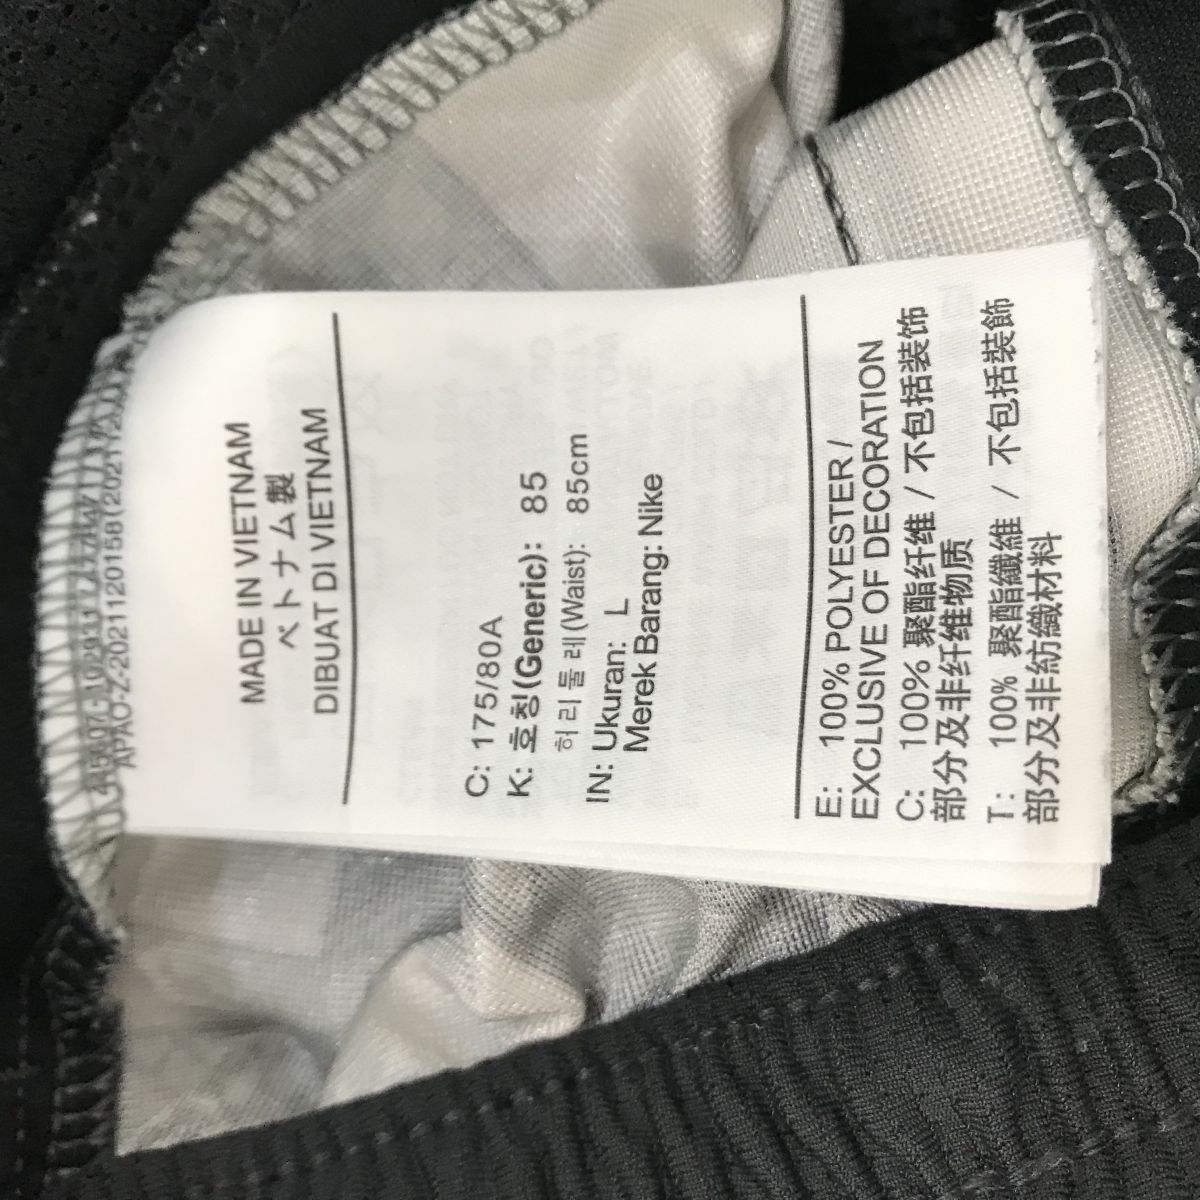 APAO-Z-2021120158(202112
MADE IN VIETNAM
ベトナム製
DIBUAT DI VIETNAM
C: 175/80A
K: 호칭(Generic): 85
허리둘레(Waist): 85cm
IN: Ukuran: L
Merek Barang: Nike
E: 100% POLYESTER /
EXCLUSIVE OF DECORATION
C: 100% 聚酯纤维 / 不包括装饰
部分及非纤维物质
T: 100% 聚酯纖維 / 不包括裝飾
部分及非紡織材料